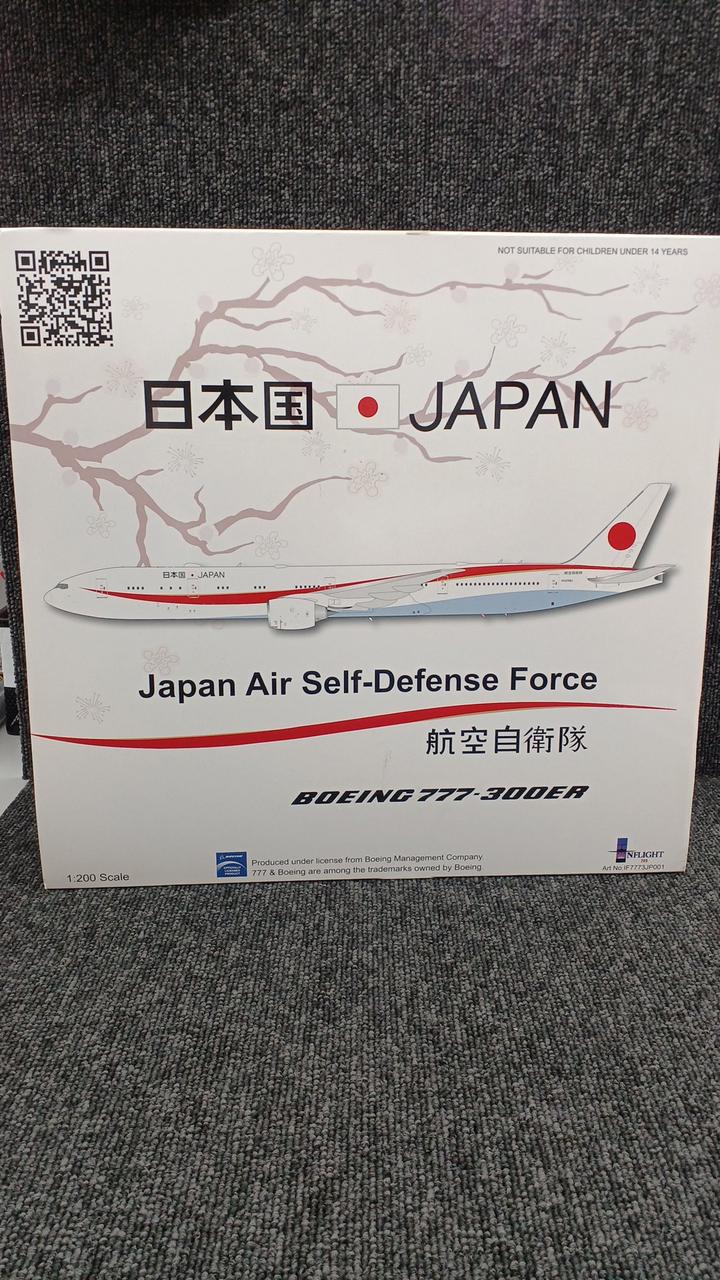 NOT SUITABLE FOR CHILDREN UNDER 14 YEARS
日本国 JAPAN
日本国 JAPAN
Japan Air Self-Defense Force
航空自衛隊
BOEING 777-300ER
Produced under license from Boeing Management Company.
777 & Boeing are among the trademarks owned by Boeing.
1:200 Scale
INFLIGHT
Art No IF7773JP001